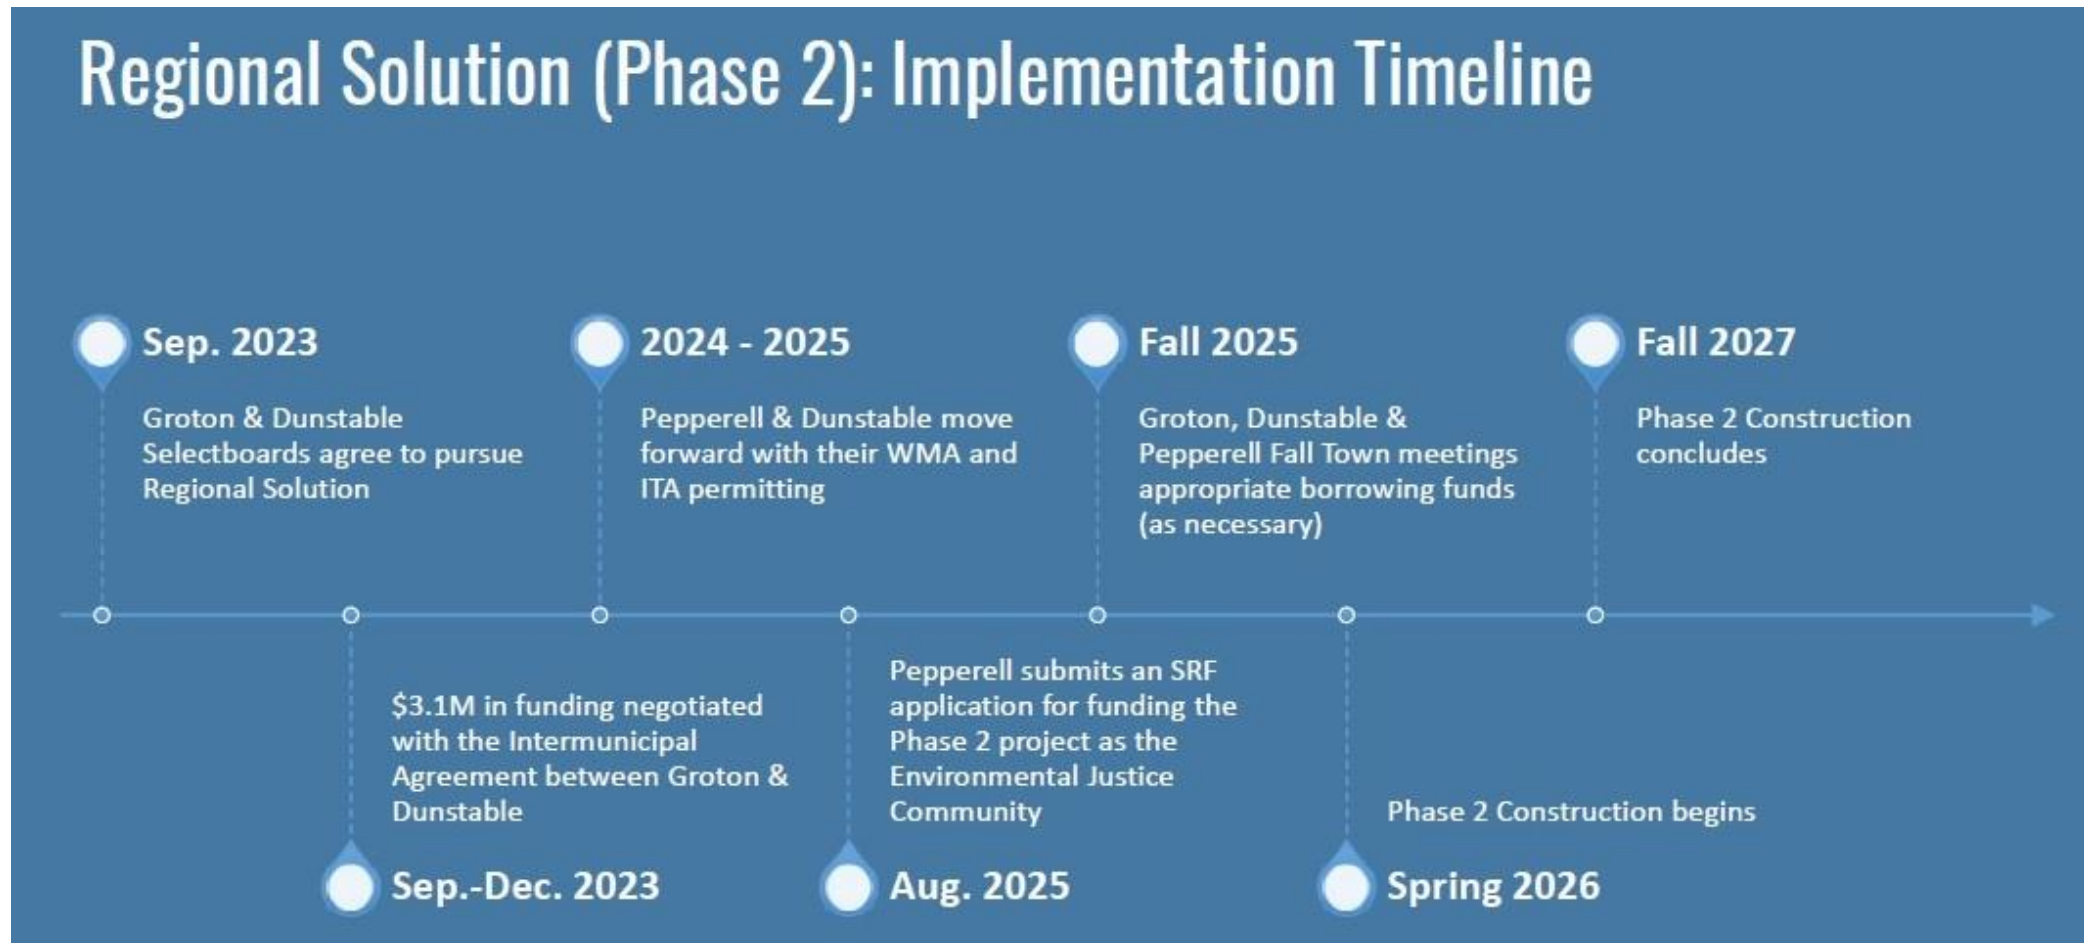 Regional Solution (Phase 2): Implementation Timeline
Sep. 2023
Groton & Dunstable
Selectboards agree to pursue
Regional Solution
2024 - 2025
Pepperell & Dunstable move
forward with their WMA and
ITA permitting
Fall 2025
Groton, Dunstable &
Pepperell Fall Town meetings
appropriate borrowing funds
(as necessary)
Fall 2027
Phase 2 Construction
concludes
$3.1M in funding negotiated
with the Intermunicipal
Agreement between Groton &
Dunstable
Sep.-Dec. 2023
Pepperell submits an SRF
application for funding the
Phase 2 project as the
Environmental Justice
Community
Aug. 2025
Phase 2 Construction begins
Spring 2026